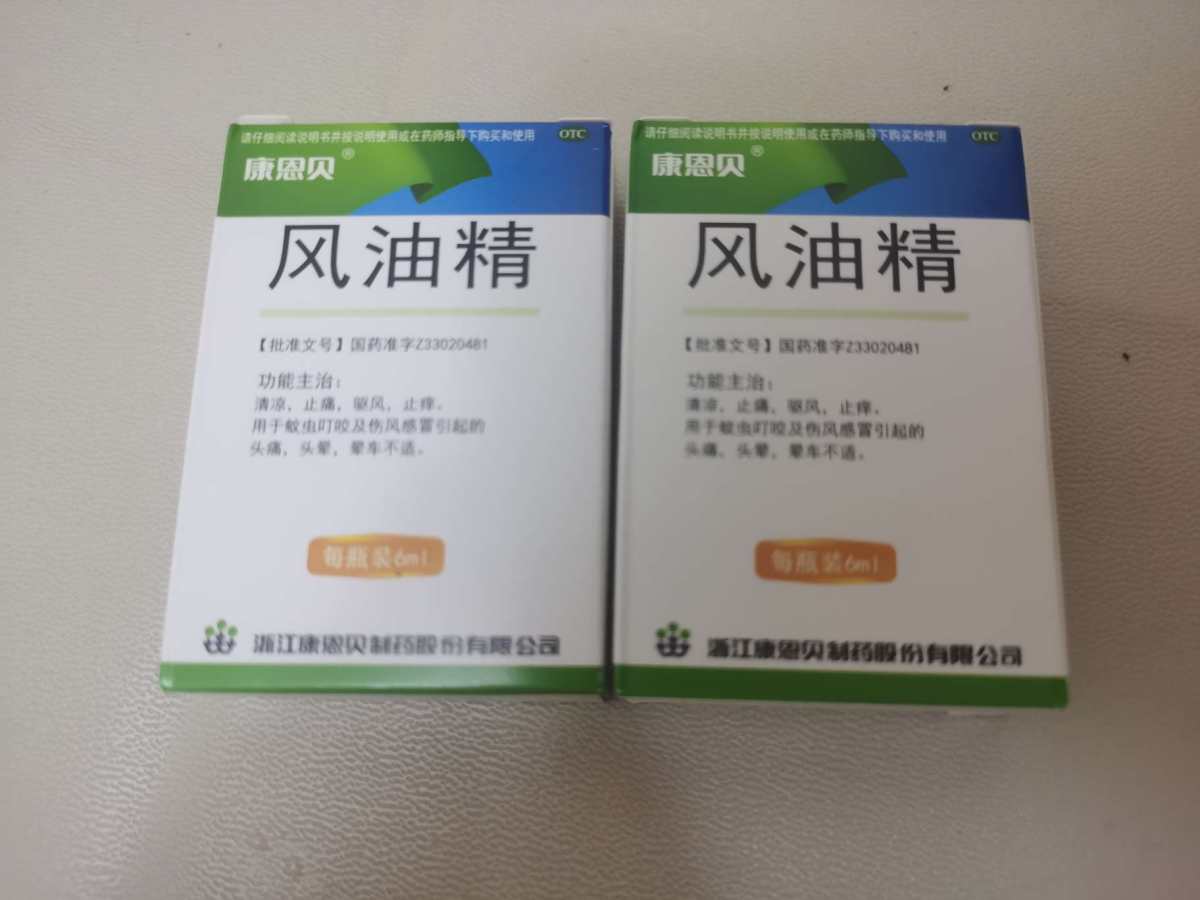 请仔细阅读说明书并按说明使用或在药师指导下购买和使用
OTC
康恩贝®
风油精
【批准文号】国药准字Z33020481
功能主治：
清凉，止痛，驱风，止痒。
用于蚊虫叮咬及伤风感冒引起的
头痛，头晕，晕车不适。
每瓶装6ml
浙江康恩贝制药股份有限公司
请仔细阅读说明书并按说明使用或在药师指导下购买和使用
OTC
康恩贝®
风油精
【批准文号】国药准字Z33020481
功能主治：
清凉，止痛，驱风，止痒。
用于蚊虫叮咬及伤风感冒引起的
头痛，头晕，晕车不适。
每瓶装6ml
浙江康恩贝制药股份有限公司